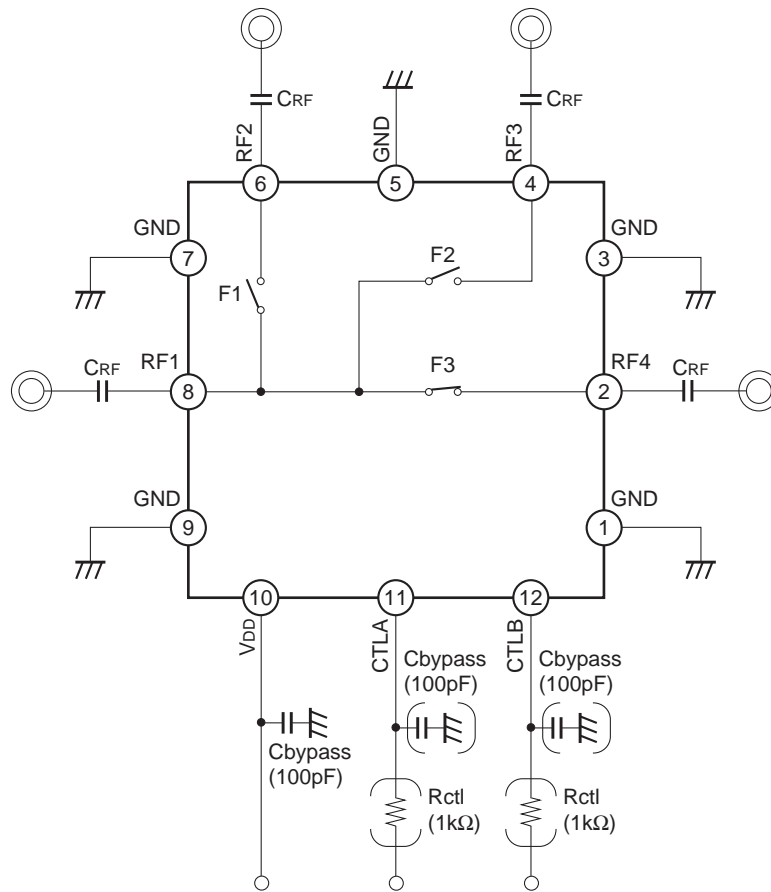 CRF
CRF
RF2
GND
RF3
6
5
4
GND
GND
7
3
F2
F1
RF1
F3
RF4
CRF
CRF
8
2
GND
GND
9
1
10
11
12
VDD
CTLA
CTLB
Cbypass
(100pF)
Cbypass
(100pF)
Cbypass
(100pF)
Rctl
(1kΩ)
Rctl
(1kΩ)